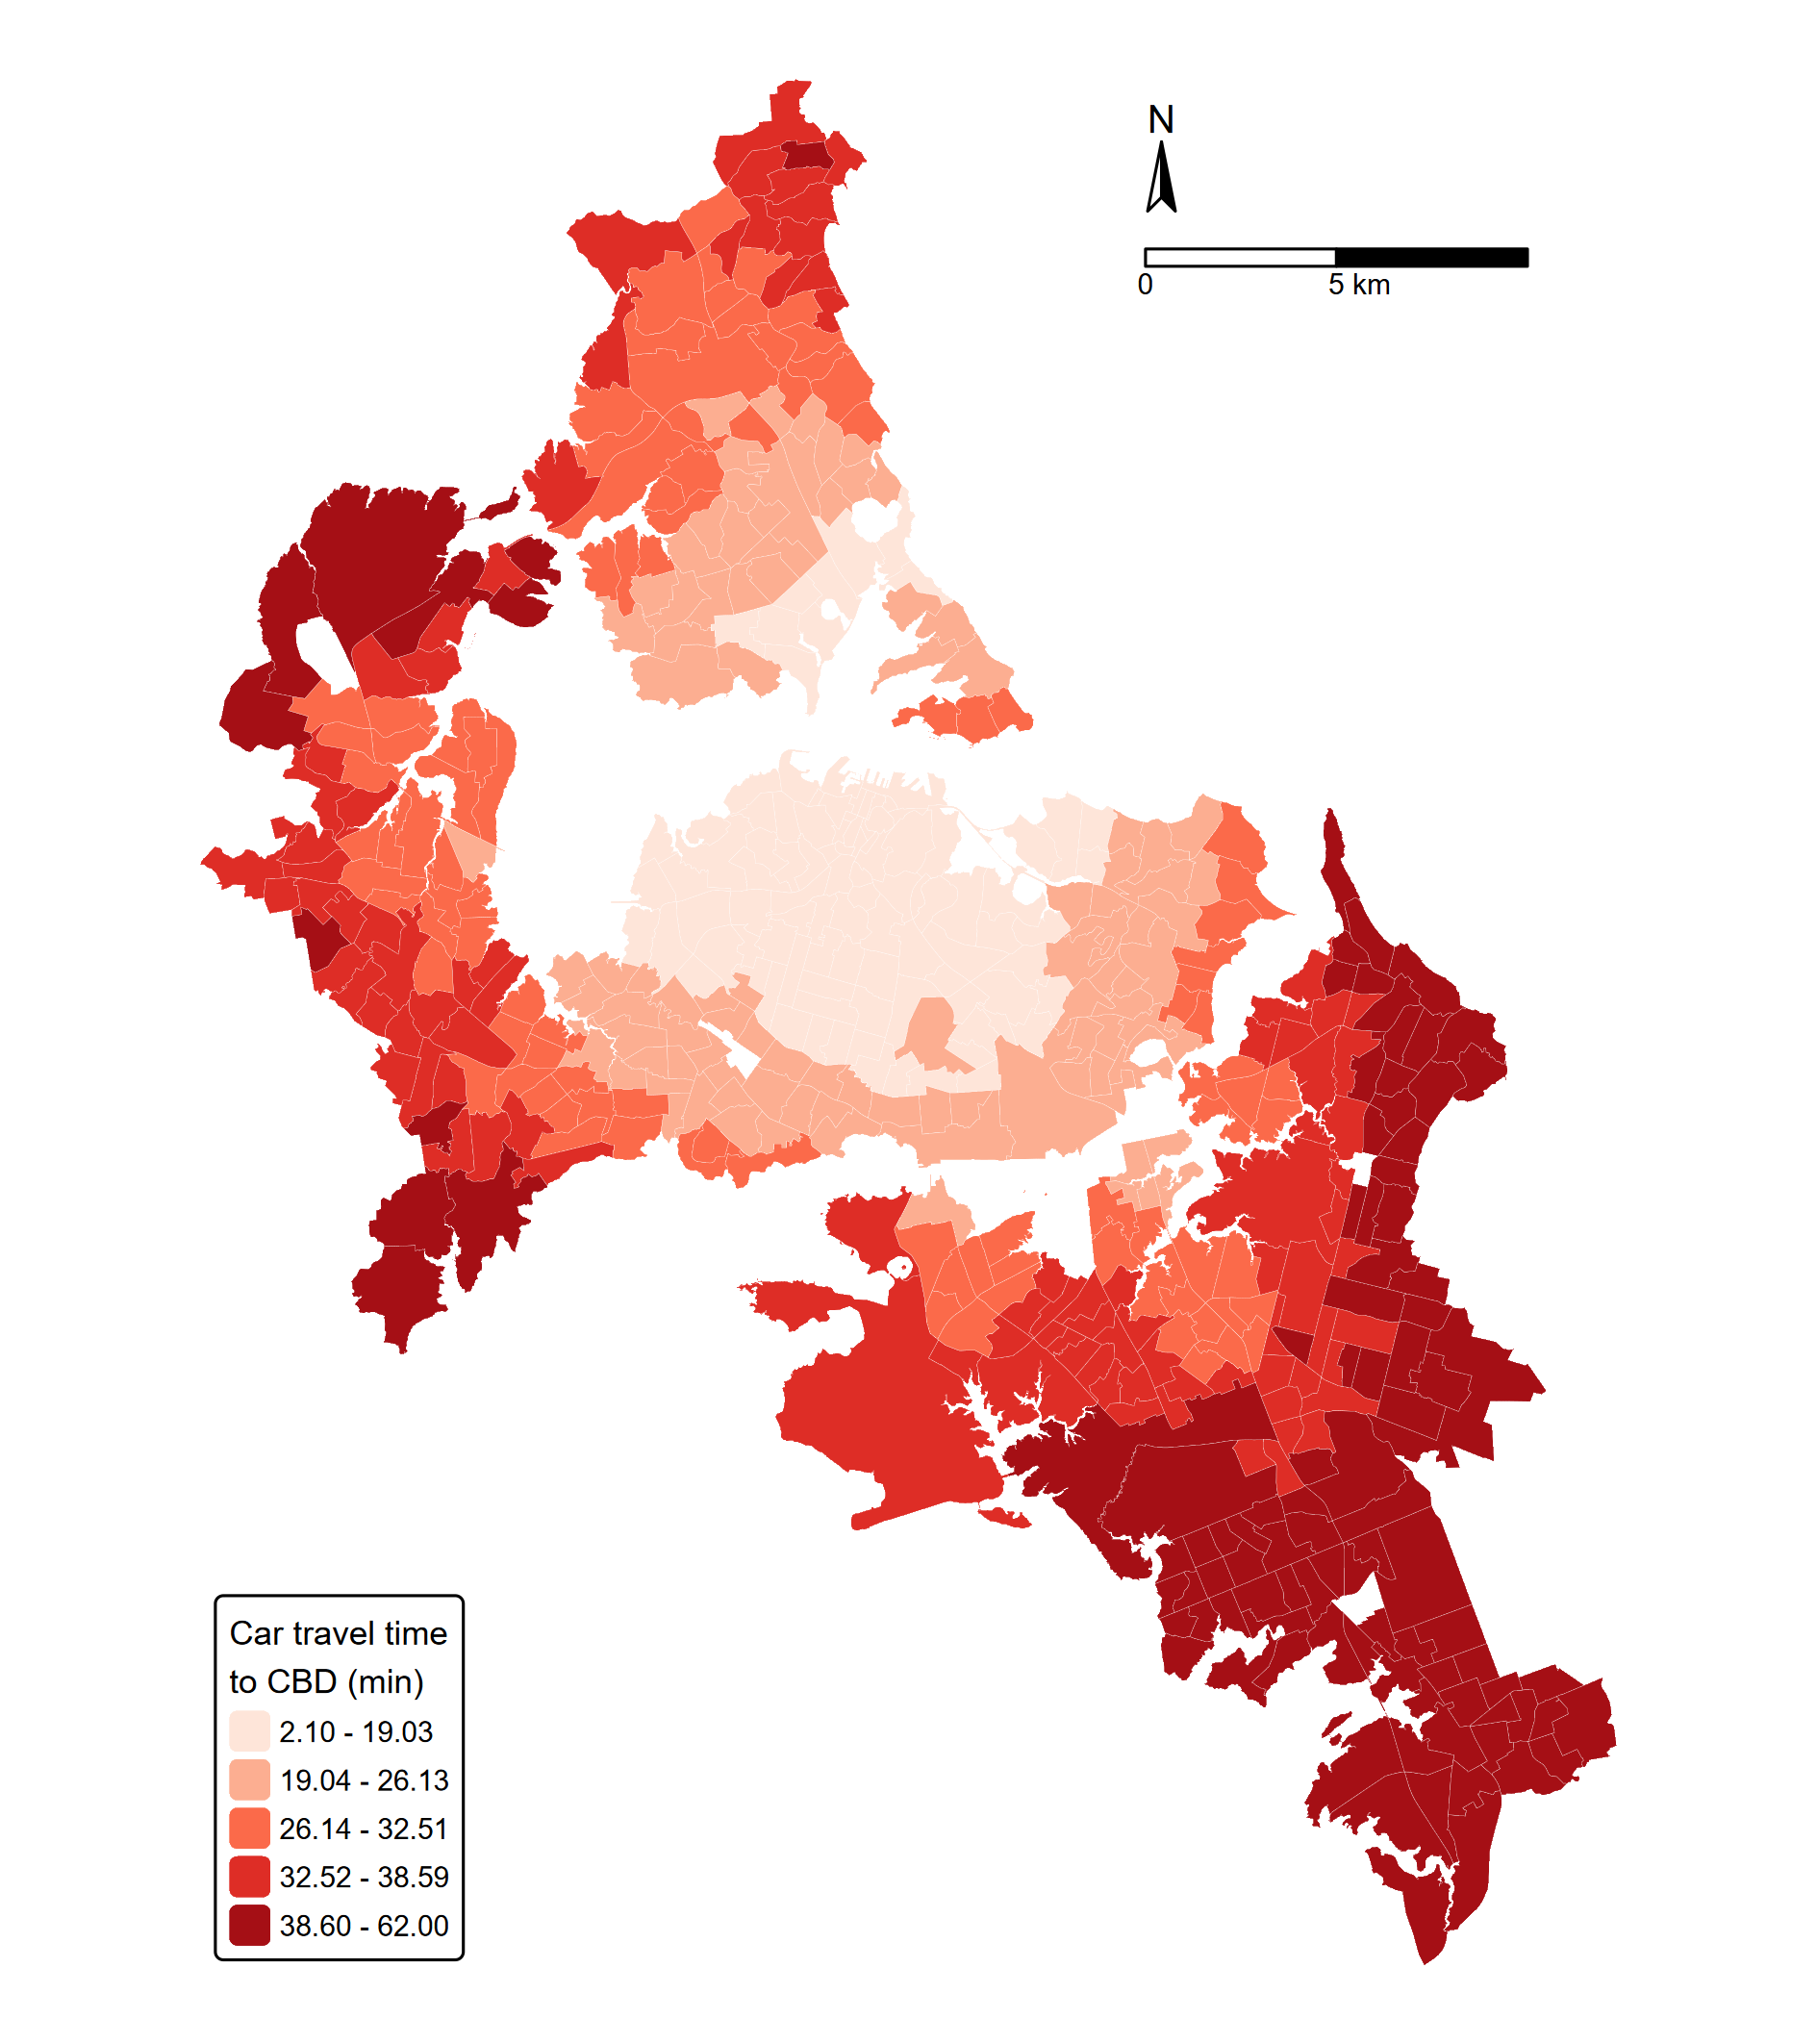 N
0 5 km
Car travel time
to CBD (min)
2.10 - 19.03
19.04 - 26.13
26.14 - 32.51
32.52 - 38.59
38.60 - 62.00